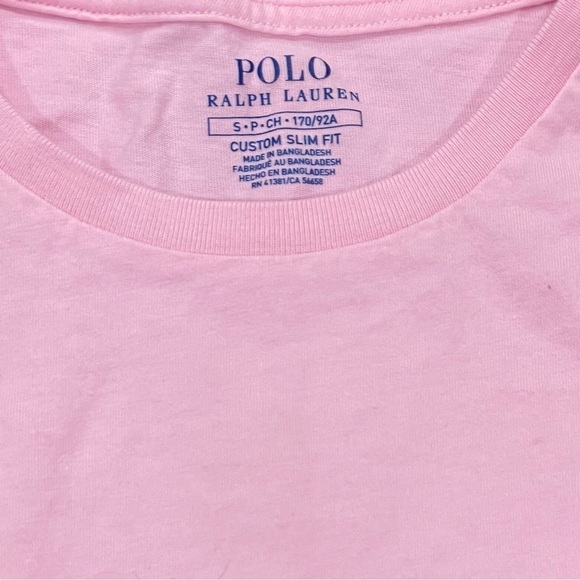 POLO
RALPH LAUREN
S • P • CH • 170/92A
CUSTOM SLIM FIT
MADE IN BANGLADESH
FABRIQUÉ AU BANGLADESH
HECHO EN BANGLADESH
RN 41381/CA 56658